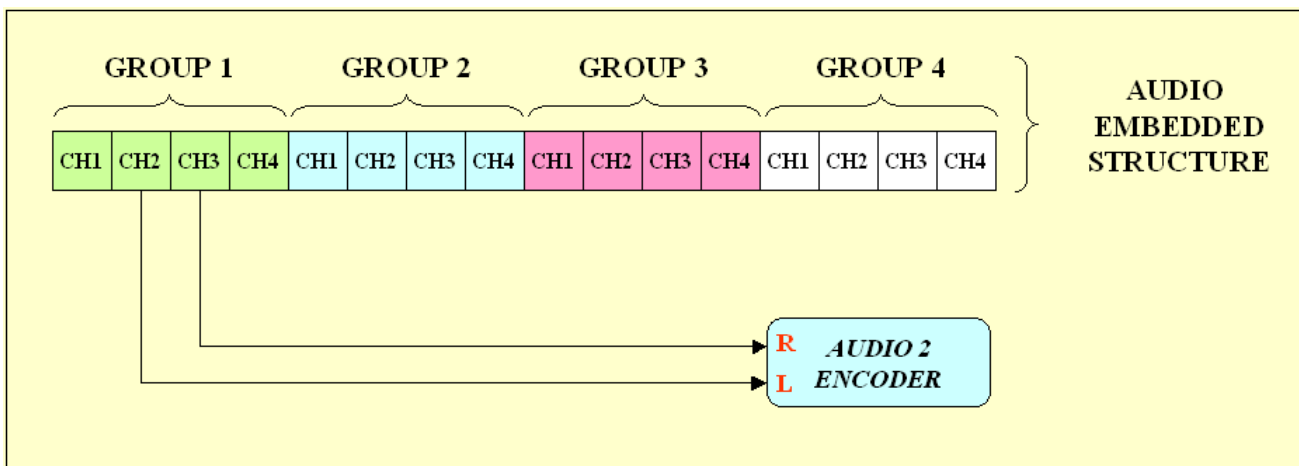 GROUP 1 GROUP 2 GROUP 3 GROUP 4
AUDIO
EMBEDDED
STRUCTURE
CH1 CH2 CH3 CH4 CH1 CH2 CH3 CH4 CH1 CH2 CH3 CH4 CH1 CH2 CH3 CH4
R AUDIO 2
L ENCODER